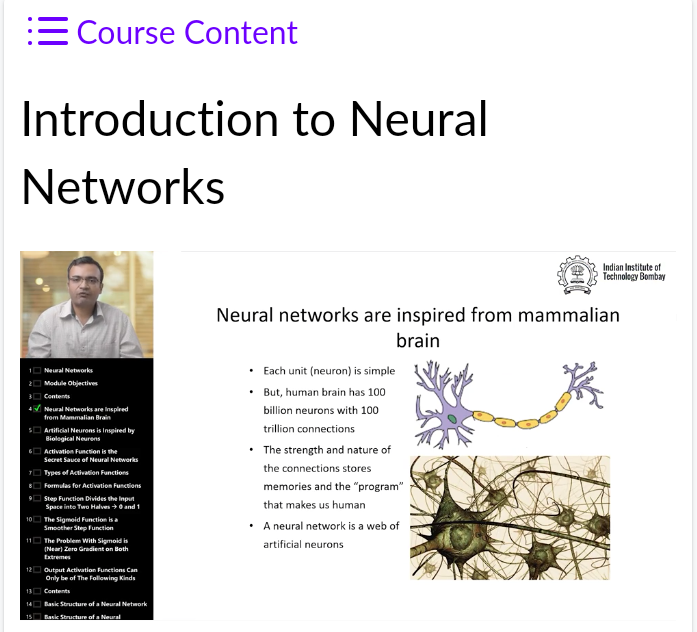 Course Content
Introduction to Neural
Networks
Indian Institute of
Technology Bombay
Neural networks are inspired from mammalian
brain
• Each unit (neuron) is simple
• But, human brain has 100
billion neurons with 100
trillion connections
• The strength and nature of
the connections stores
memories and the “program”
that makes us human
• A neural network is a web of
artificial neurons
1 Neural Networks
2 Module Objectives
3 Contents
4 Neural Networks are Inspired
from Mammalian Brain
5 Artificial Neurons is Inspired by
Biological Neurons
6 Activation Function is the
Secret Sauce of Neural Networks
7 Types of Activation Functions
8 Formulas for Activation Functions
9 Step Function Divides the Input
Space into Two Halves → 0 and 1
10 The Sigmoid Function is a
Smoother Step Function
11 The Problem With Sigmoid is
(Near) Zero Gradient on Both
Extremes
12 Output Activation Functions Can
Only be of The Following Kinds
13 Contents
14 Basic Structure of a Neural Network
15 Basic Structure of a Neural